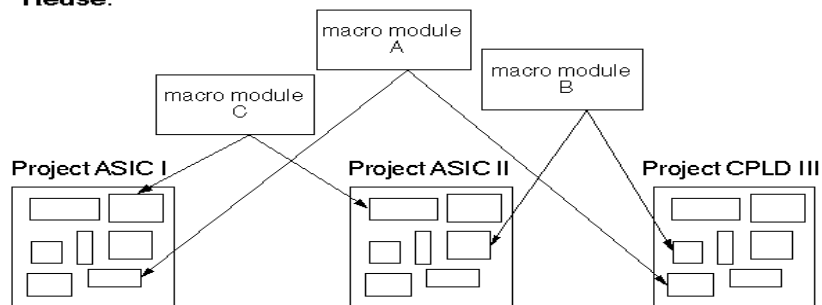 Reuse:
macro module
A
macro module
B
macro module
C
Project ASIC I
Project ASIC II
Project CPLD III